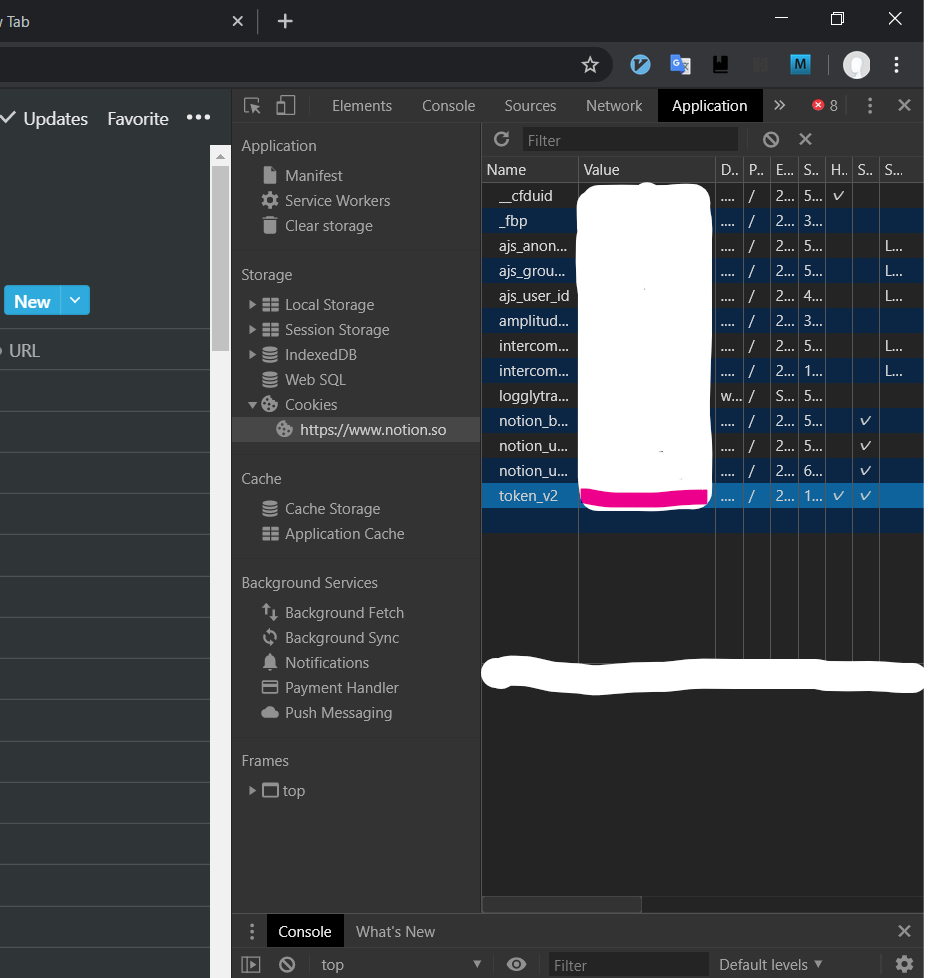 y Tab
M
Updates Favorite
Elements Console Sources Network Application » 8
Filter
Application
Manifest
Service Workers
Clear storage
Storage
Local Storage
Session Storage
IndexedDB
Web SQL
Cookies
https://www.notion.so
Cache
Cache Storage
Application Cache
Background Services
Background Fetch
Background Sync
Notifications
Payment Handler
Push Messaging
Frames
top
New
URL
Name Value D.. P.. E... S.. H.. S.. S...
__cfduid .... / 2... 5...
_fbp .... / 2... 3...
ajs_anon... .... / 2... 5... L...
ajs_grou... .... / 2... 5... L...
ajs_user_id .... / 2... 4... L...
amplitud... .... / 2... 3...
intercom... .... / 2... 5... L...
intercom... .... / 2... 1... L...
logglytra... w... / S... 5...
notion_b... .... / 2... 5...
notion_u... .... / 2... 5...
notion_u... .... / 2... 6...
token_v2 .... / 2... 1...
Console What's New
top Filter Default levels